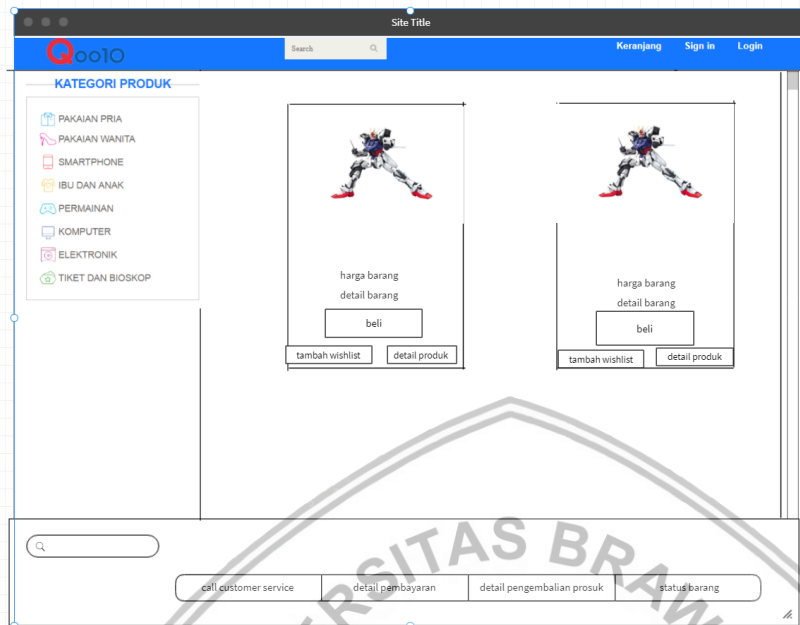 Site Title
Qoo10
Search
Keranjang
Sign in
Login
KATEGORI PRODUK
PAKAIAN PRIA
PAKAIAN WANITA
SMARTPHONE
IBU DAN ANAK
PERMAINAN
KOMPUTER
ELEKTRONIK
TIKET DAN BIOSKOP
harga barang
detail barang
beli
tambah wishlist
detail produk
harga barang
detail barang
beli
tambah wishlist
detail produk
call customer service
detail pembayaran
detail pengembalian prosuk
status barang